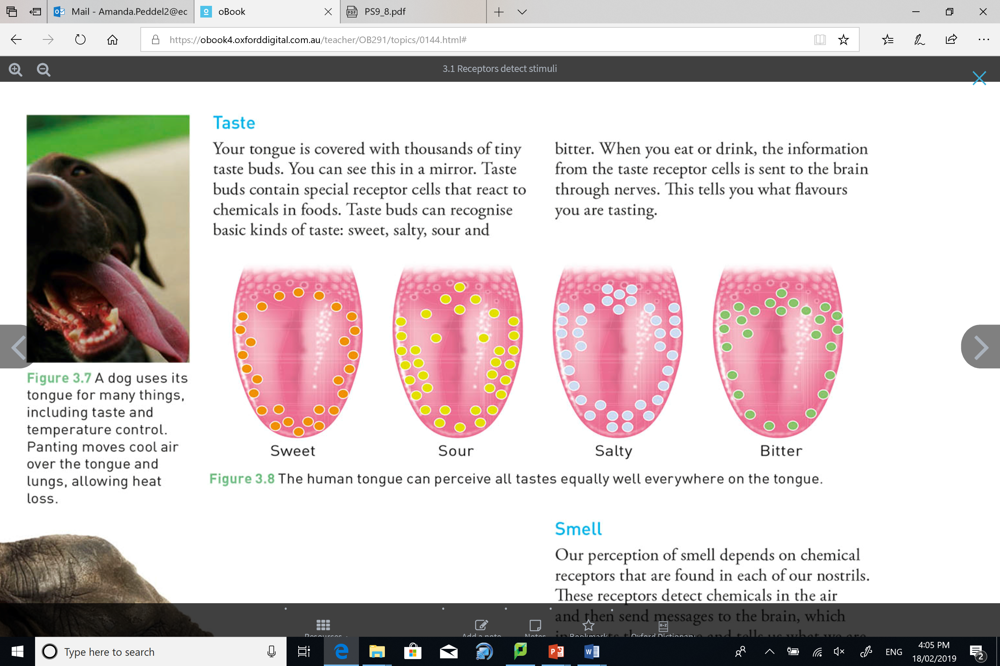 Mail - Amanda.Peddel2@ec
oBook
PS9_8.pdf
https://obook4.oxforddigital.com.au/teacher/OB291/topics/0144.html#
3.1 Receptors detect stimuli
Taste
Your tongue is covered with thousands of tiny
taste buds. You can see this in a mirror. Taste
buds contain special receptor cells that react to
chemicals in foods. Taste buds can recognise
basic kinds of taste: sweet, salty, sour and
bitter. When you eat or drink, the information
from the taste receptor cells is sent to the brain
through nerves. This tells you what flavours
you are tasting.
Figure 3.7 A dog uses its
tongue for many things,
including taste and
temperature control.
Panting moves cool air
over the tongue and
lungs, allowing heat
loss.
Sweet
Sour
Salty
Bitter
Figure 3.8 The human tongue can perceive all tastes equally well everywhere on the tongue.
Smell
Our perception of smell depends on chemical
receptors that are found in each of our nostrils.
These receptors detect chemicals in the air
and then send messages to the brain, which
and tells us what we are
Resources
Add a note
Notes
Bookmark
Oxford Dictionary
Type here to search
ENG
4:05 PM
18/02/2019
2